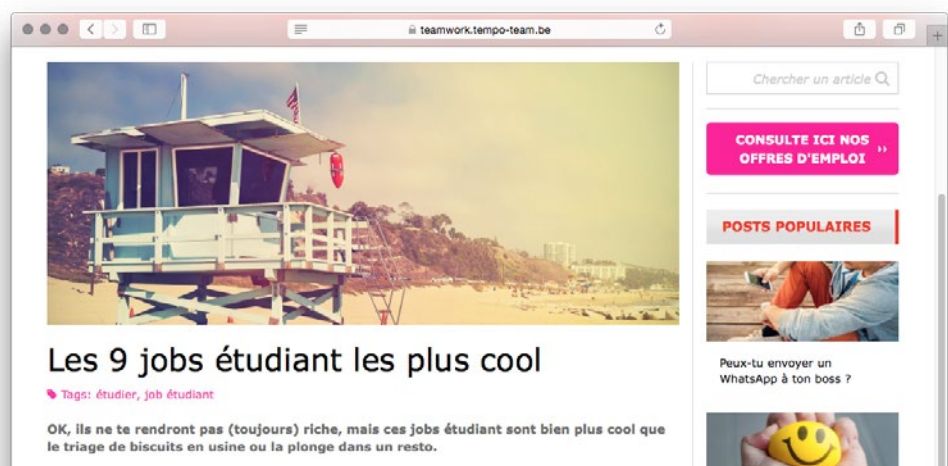 teamwork.tempo-team.be
Chercher un article
CONSULTE ICI NOS
OFFRES D'EMPLOI
POSTS POPULAIRES
Peux-tu envoyer un
WhatsApp à ton boss ?
Les 9 jobs étudiant les plus cool
Tags: étudier, job étudiant
OK, ils ne te rendront pas (toujours) riche, mais ces jobs étudiant sont bien plus cool que
le triage de biscuits en usine ou la plonge dans un resto.